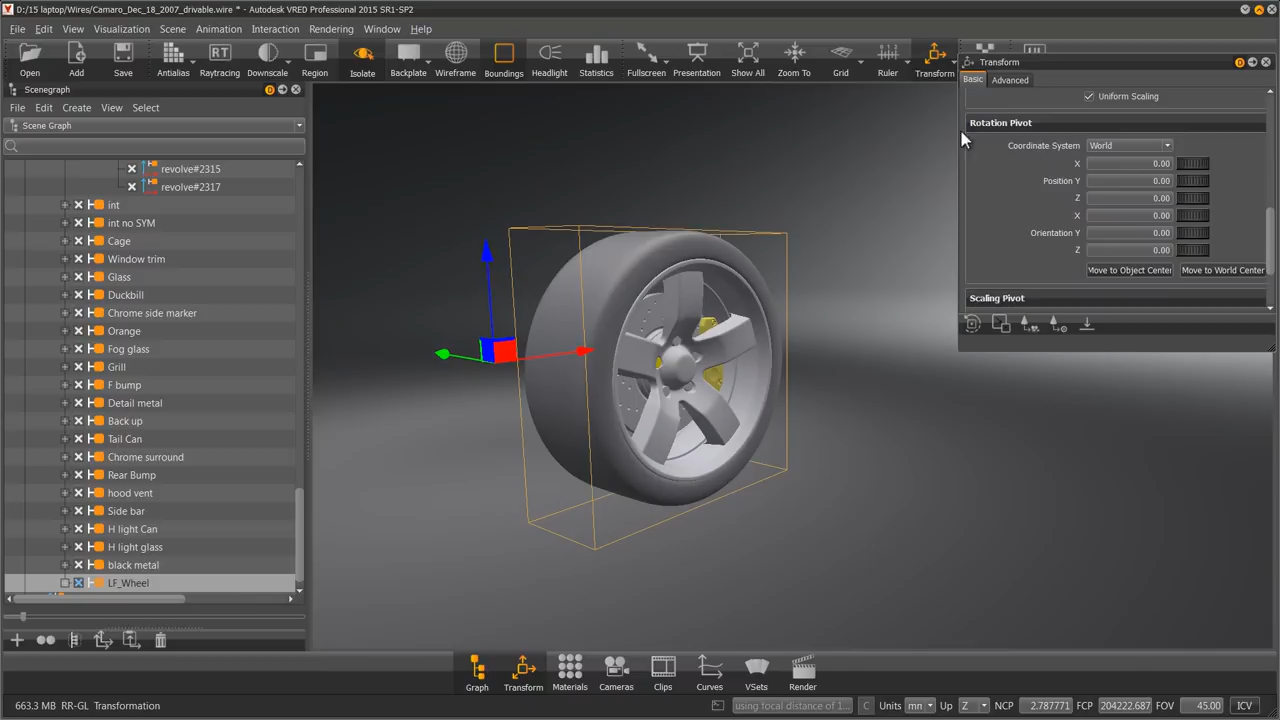 D:/15 laptop/Wires/Camaro_Dec_18_2007_drivable.wire * - Autodesk VRED Professional 2015 SR1-SP2
File Edit View Visualization Scene Animation Interaction Rendering Window Help
Open Add Save Antialias Raytracing Downscale Region Isolate Backplate Wireframe Boundings Headlight Statistics Fullscreen Presentation Show All Zoom To Grid Ruler Transform
Scenegraph
File Edit Create View Select
Scene Graph
revolve#2315
revolve#2317
int
int no SYM
Cage
Window trim
Glass
Duckbill
Chrome side marker
Orange
Fog glass
Grill
F bump
Detail metal
Back up
Tail Can
Chrome surround
Rear Bump
hood vent
Side bar
H light Can
H light glass
black metal
LF_Wheel
Transform
Basic Advanced
Uniform Scaling
Rotation Pivot
Coordinate System World
X 0.00
Position Y 0.00
Z 0.00
X 0.00
Orientation Y 0.00
Z 0.00
Move to Object Center Move to World Center
Scaling Pivot
Graph Transform Materials Cameras Clips Curves VSets Render
663.3 MB RR-GL Transformation
using focal distance of 1... C Units mm Up Z NCP 2.787771 FCP 204222.687 FOV 45.00 ICV